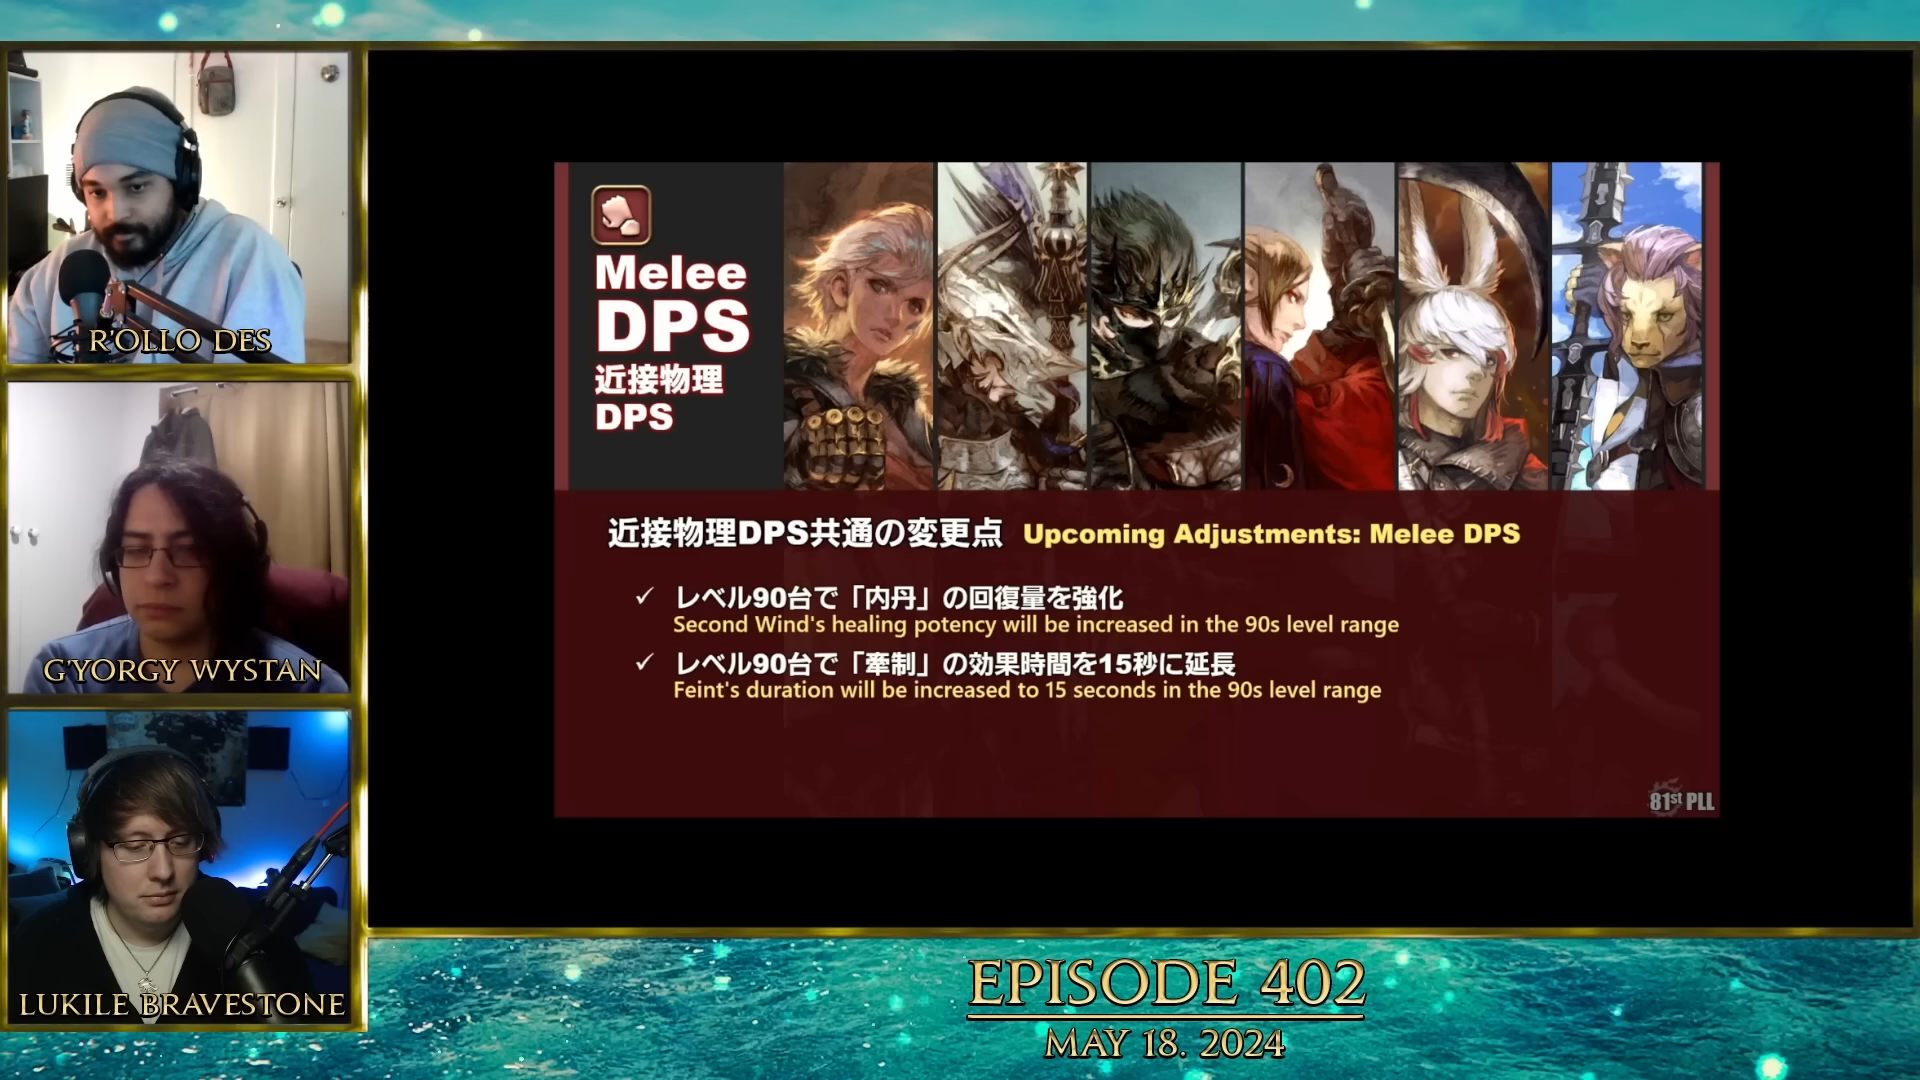 R'OLLO DES
G'YORGY WYSTAN
LUKILE BRAVESTONE
Melee
DPS
近接物理
DPS
近接物理DPS共通の変更点 Upcoming Adjustments: Melee DPS
✓ レベル90台で「内丹」の回復量を強化
Second Wind's healing potency will be increased in the 90s level range
✓ レベル90台で「牽制」の効果時間を15秒に延長
Feint's duration will be increased to 15 seconds in the 90s level range
81st PLL
EPISODE 402
MAY 18. 2024